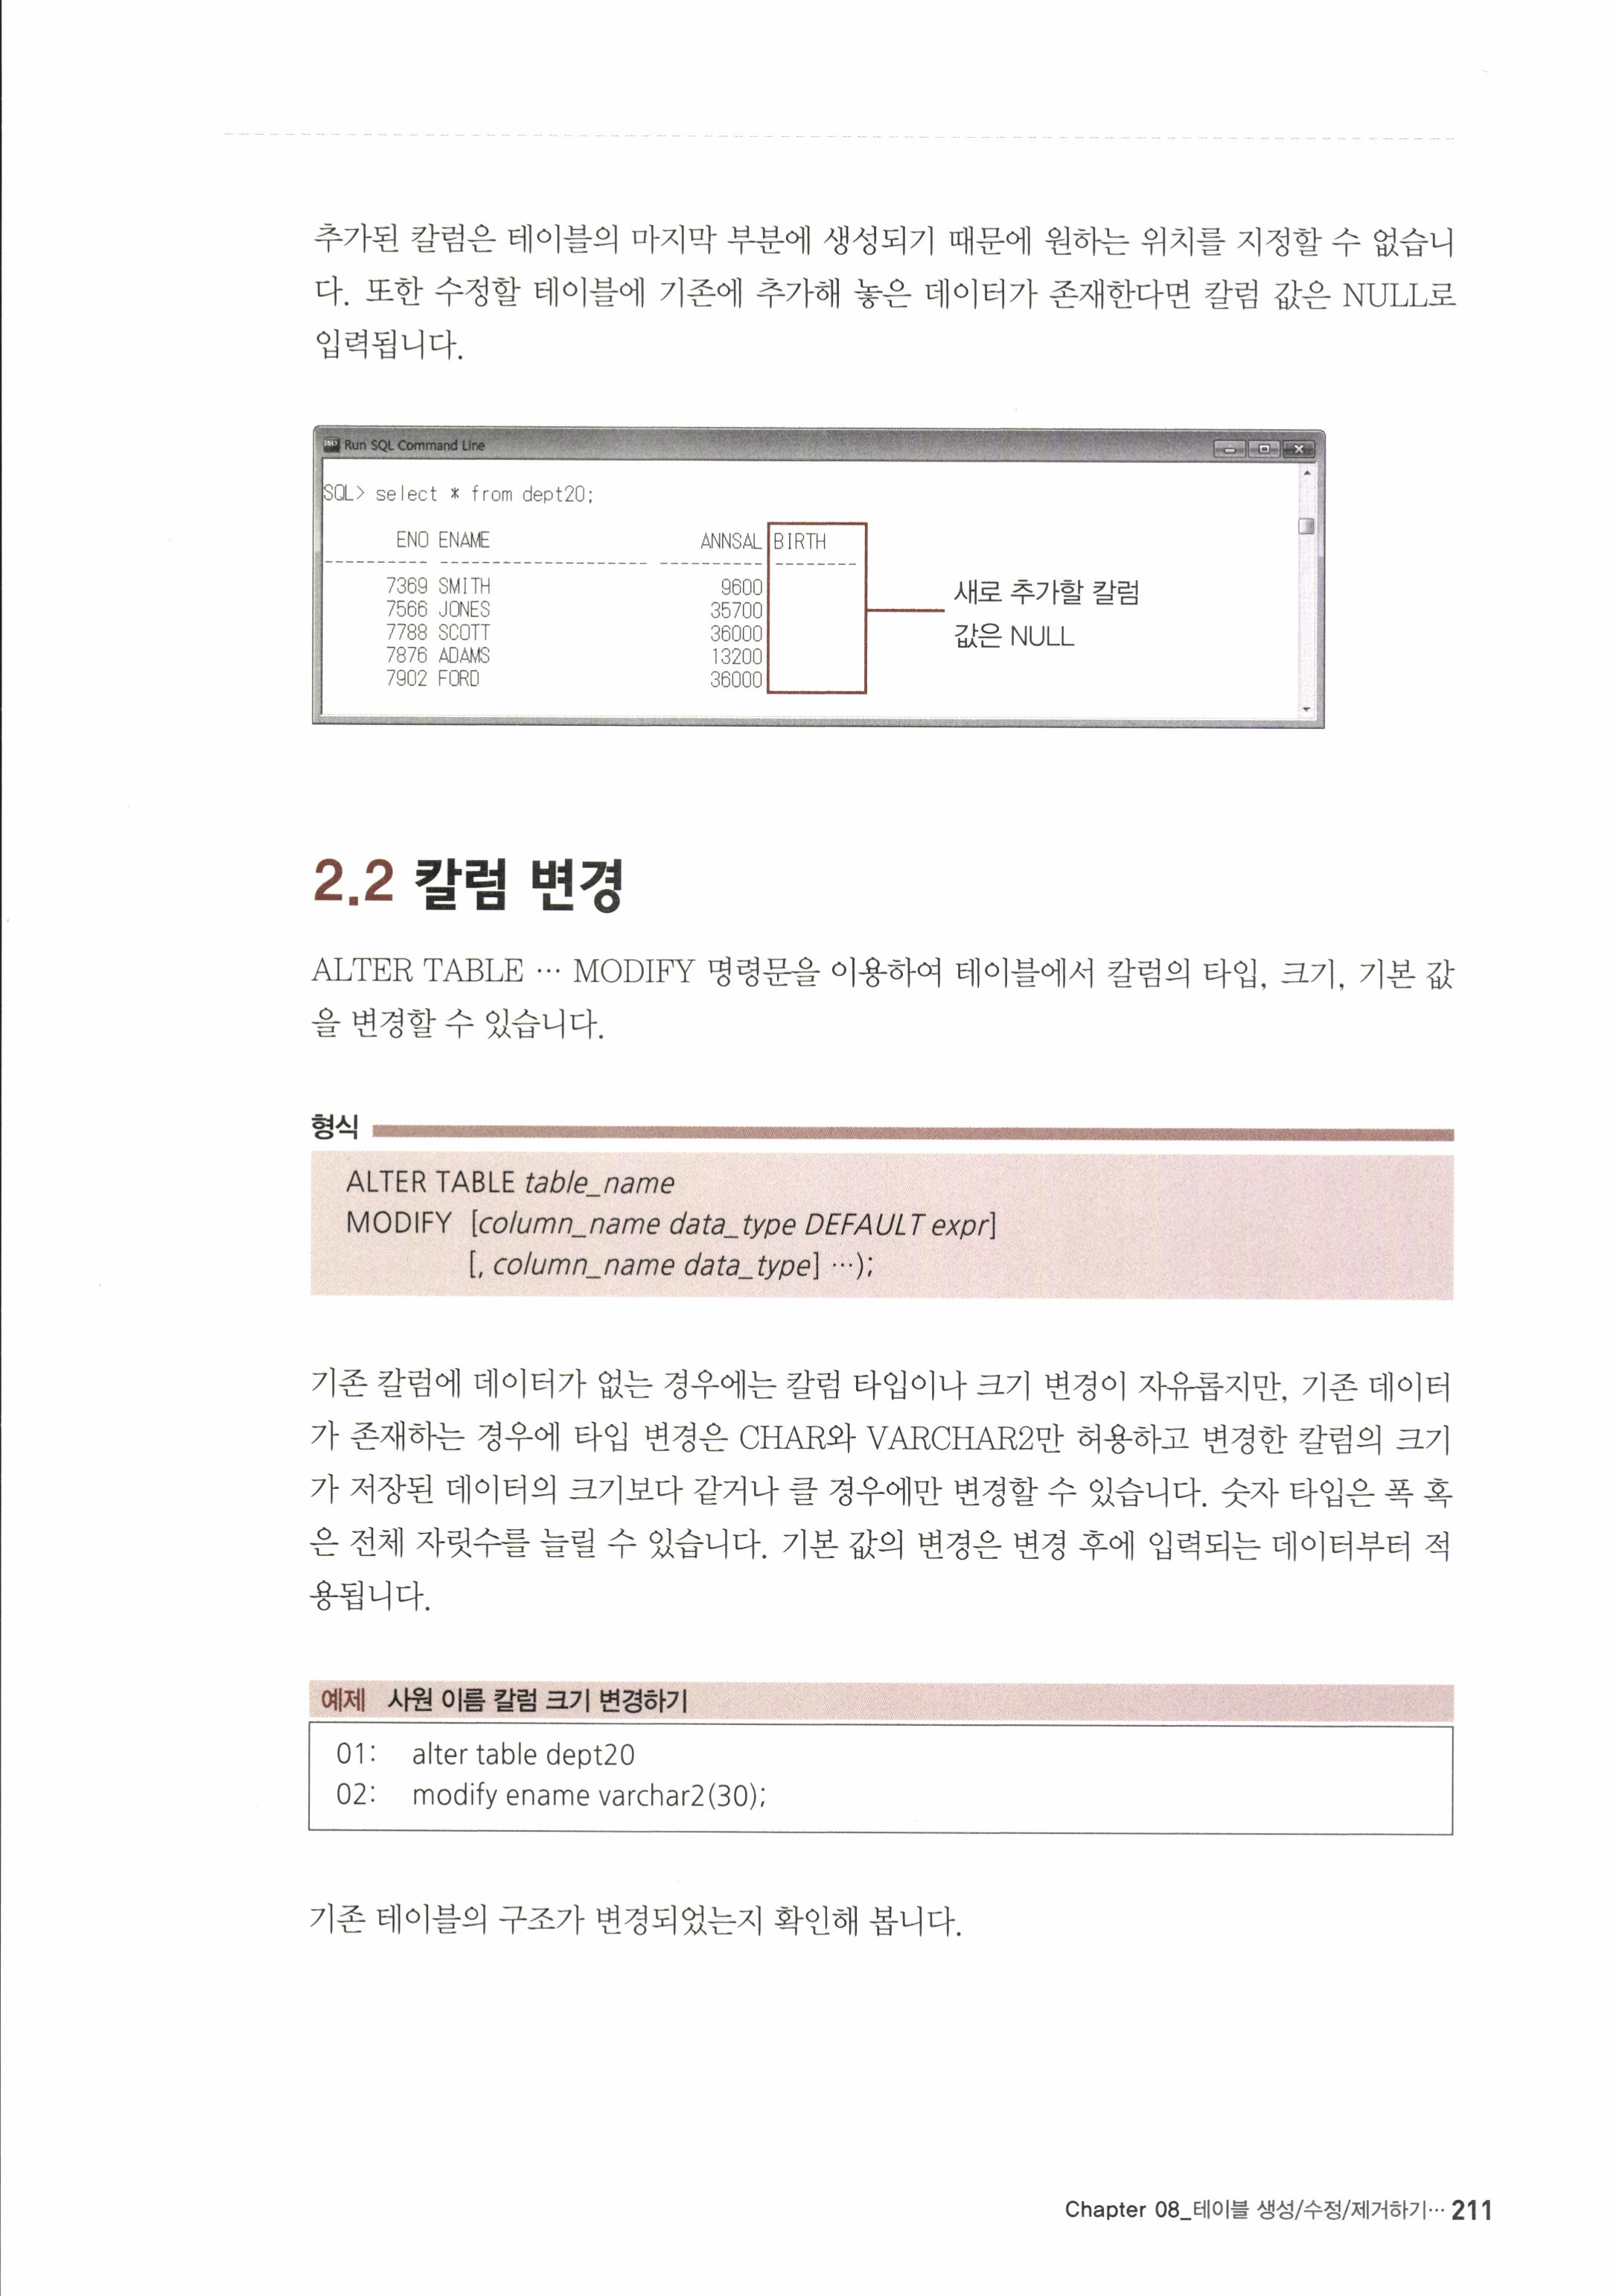 추가된 칼럼은 테이블의 마지막 부분에 생성되기 때문에 원하는 위치를 지정할 수 없습니
다. 또한 수정할 테이블에 기존에 추가해 놓은 데이터가 존재한다면 칼럼 값은 NULL로
입력됩니다.
Run SQL Command Line
SQL> select * from dept20;
ENO ENAME ANNSAL BIRTH
---------- -------------------- ---------- --------
7369 SMITH 9600
7566 JONES 35700
7788 SCOTT 36000
7876 ADAMS 13200
7902 FORD 36000
새로 추가할 칼럼
값은 NULL
2.2 칼럼 변경
ALTER TABLE … MODIFY 명령문을 이용하여 테이블에서 칼럼의 타입, 크기, 기본 값
을 변경할 수 있습니다.
형식
ALTER TABLE table_name
MODIFY [column_name data_type DEFAULT expr]
[, column_name data_type] …);
기존 칼럼에 데이터가 없는 경우에는 칼럼 타입이나 크기 변경이 자유롭지만, 기존 데이터
가 존재하는 경우에 타입 변경은 CHAR와 VARCHAR2만 허용하고 변경한 칼럼의 크기
가 저장된 데이터의 크기보다 같거나 클 경우에만 변경할 수 있습니다. 숫자 타입은 폭 혹
은 전체 자릿수를 늘릴 수 있습니다. 기본 값의 변경은 변경 후에 입력되는 데이터부터 적
용됩니다.
예제 사원 이름 칼럼 크기 변경하기
01: alter table dept20
02: modify ename varchar2(30);
기존 테이블의 구조가 변경되었는지 확인해 봅니다.
Chapter 08_테이블 생성/수정/제거하기… 211